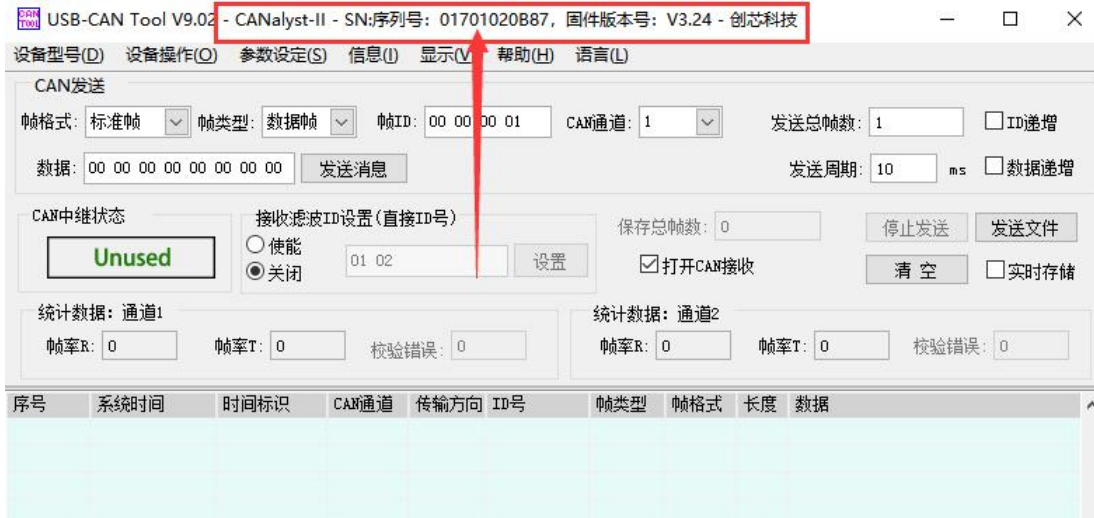 CAN TOOL USB-CAN Tool V9.02 - CANalyst-II - SN:序列号: 01701020B87, 固件版本号: V3.24 - 创芯科技
设备型号(D) 设备操作(O) 参数设定(S) 信息(I) 显示(V) 帮助(H) 语言(L)
CAN发送
帧格式: 标准帧 帧类型: 数据帧 帧ID: 00 00 00 01 CAN通道: 1 发送总帧数: 1 ID递增
数据: 00 00 00 00 00 00 00 00 发送消息 发送周期: 10 ms 数据递增
CAN中继状态 接收滤波ID设置(直接ID号) 保存总帧数: 0 停止发送 发送文件
Unused 使能 01 02 设置
关闭 打开CAN接收 清 空 实时存储
统计数据: 通道1 统计数据: 通道2
帧率R: 0 帧率T: 0 校验错误: 0 帧率R: 0 帧率T: 0 校验错误: 0
序号 系统时间 时间标识 CAN通道 传输方向 ID号 帧类型 帧格式 长度 数据